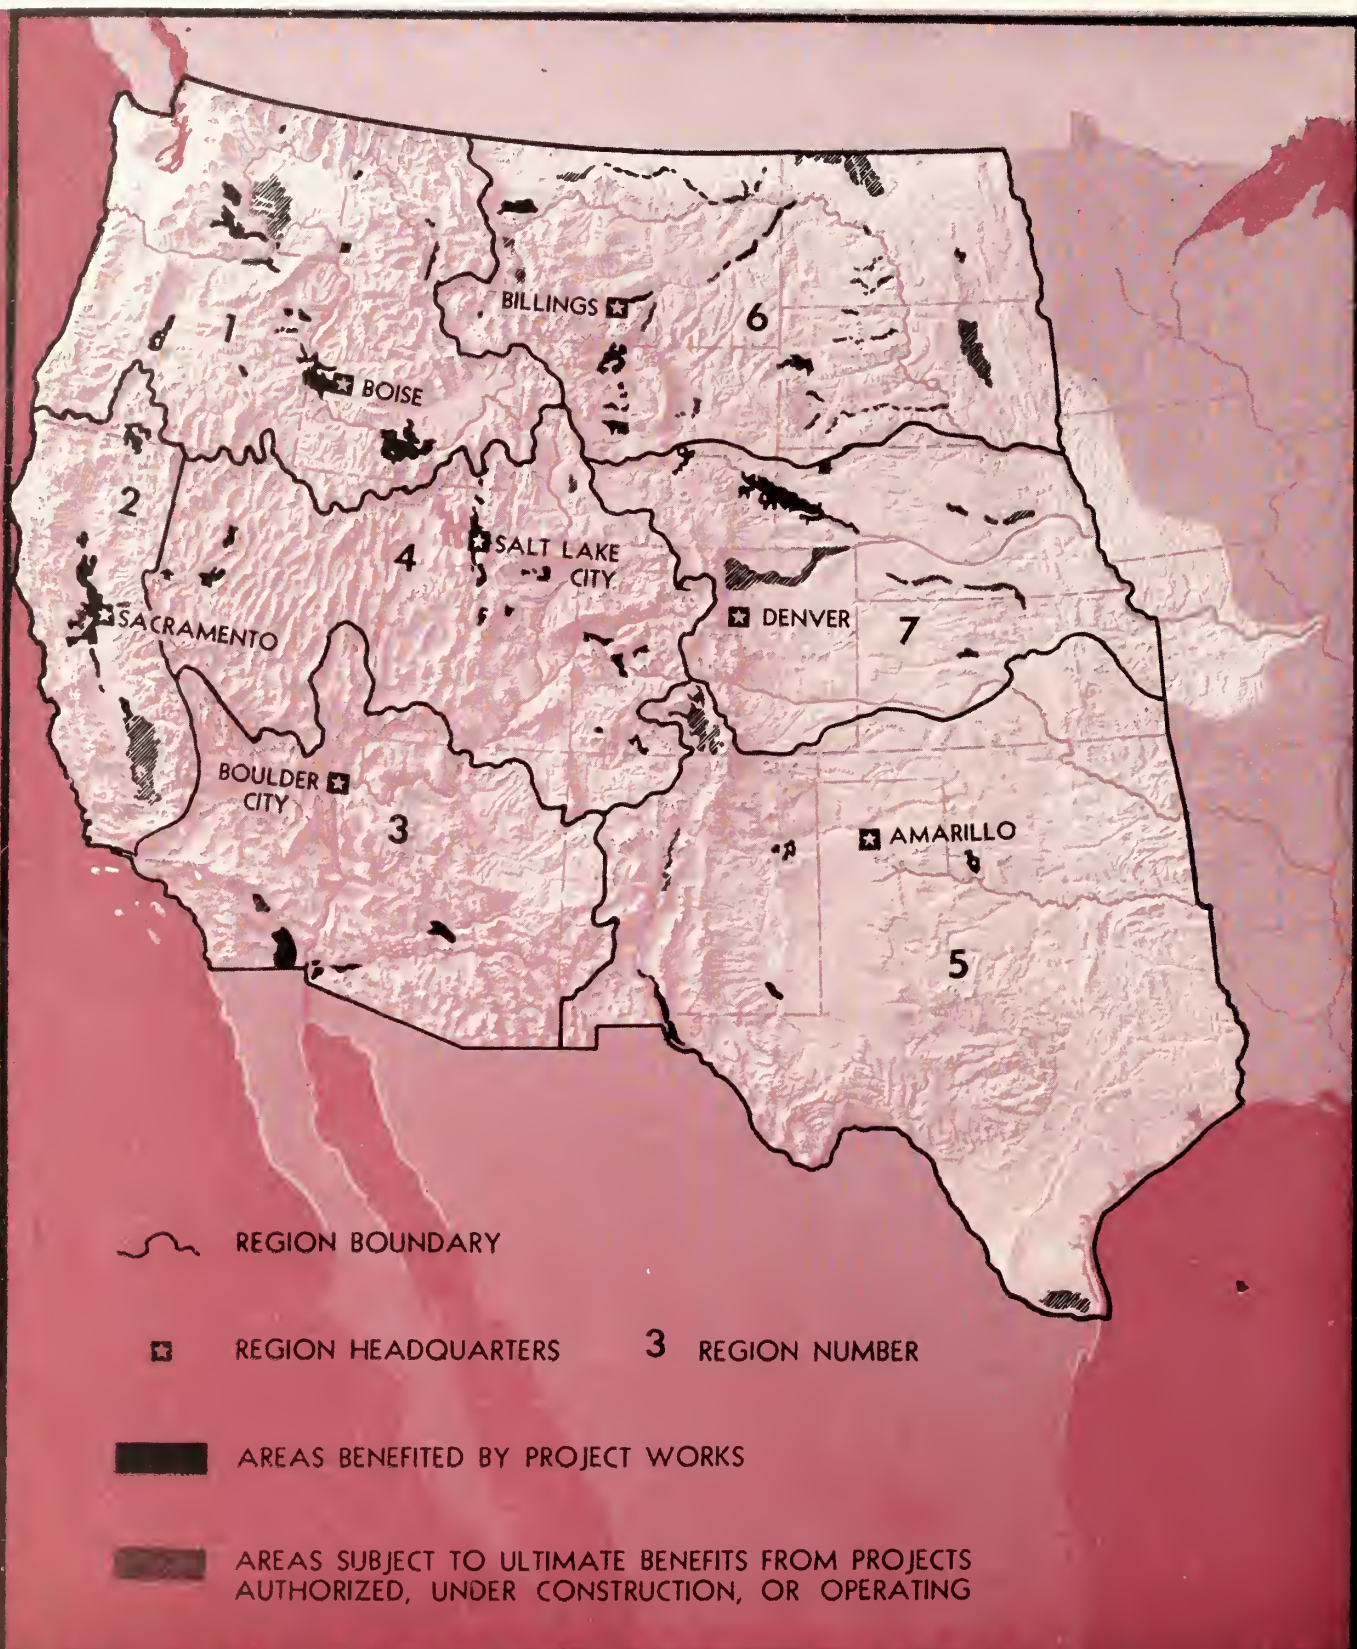 BILLINGS
6
1
BOISE
2
4
SALT LAKE
CITY
SACRAMENTO
DENVER
7
BOULDER
CITY
3
AMARILLO
5
REGION BOUNDARY
REGION HEADQUARTERS
3 REGION NUMBER
AREAS BENEFITED BY PROJECT WORKS
AREAS SUBJECT TO ULTIMATE BENEFITS FROM PROJECTS
AUTHORIZED, UNDER CONSTRUCTION, OR OPERATING